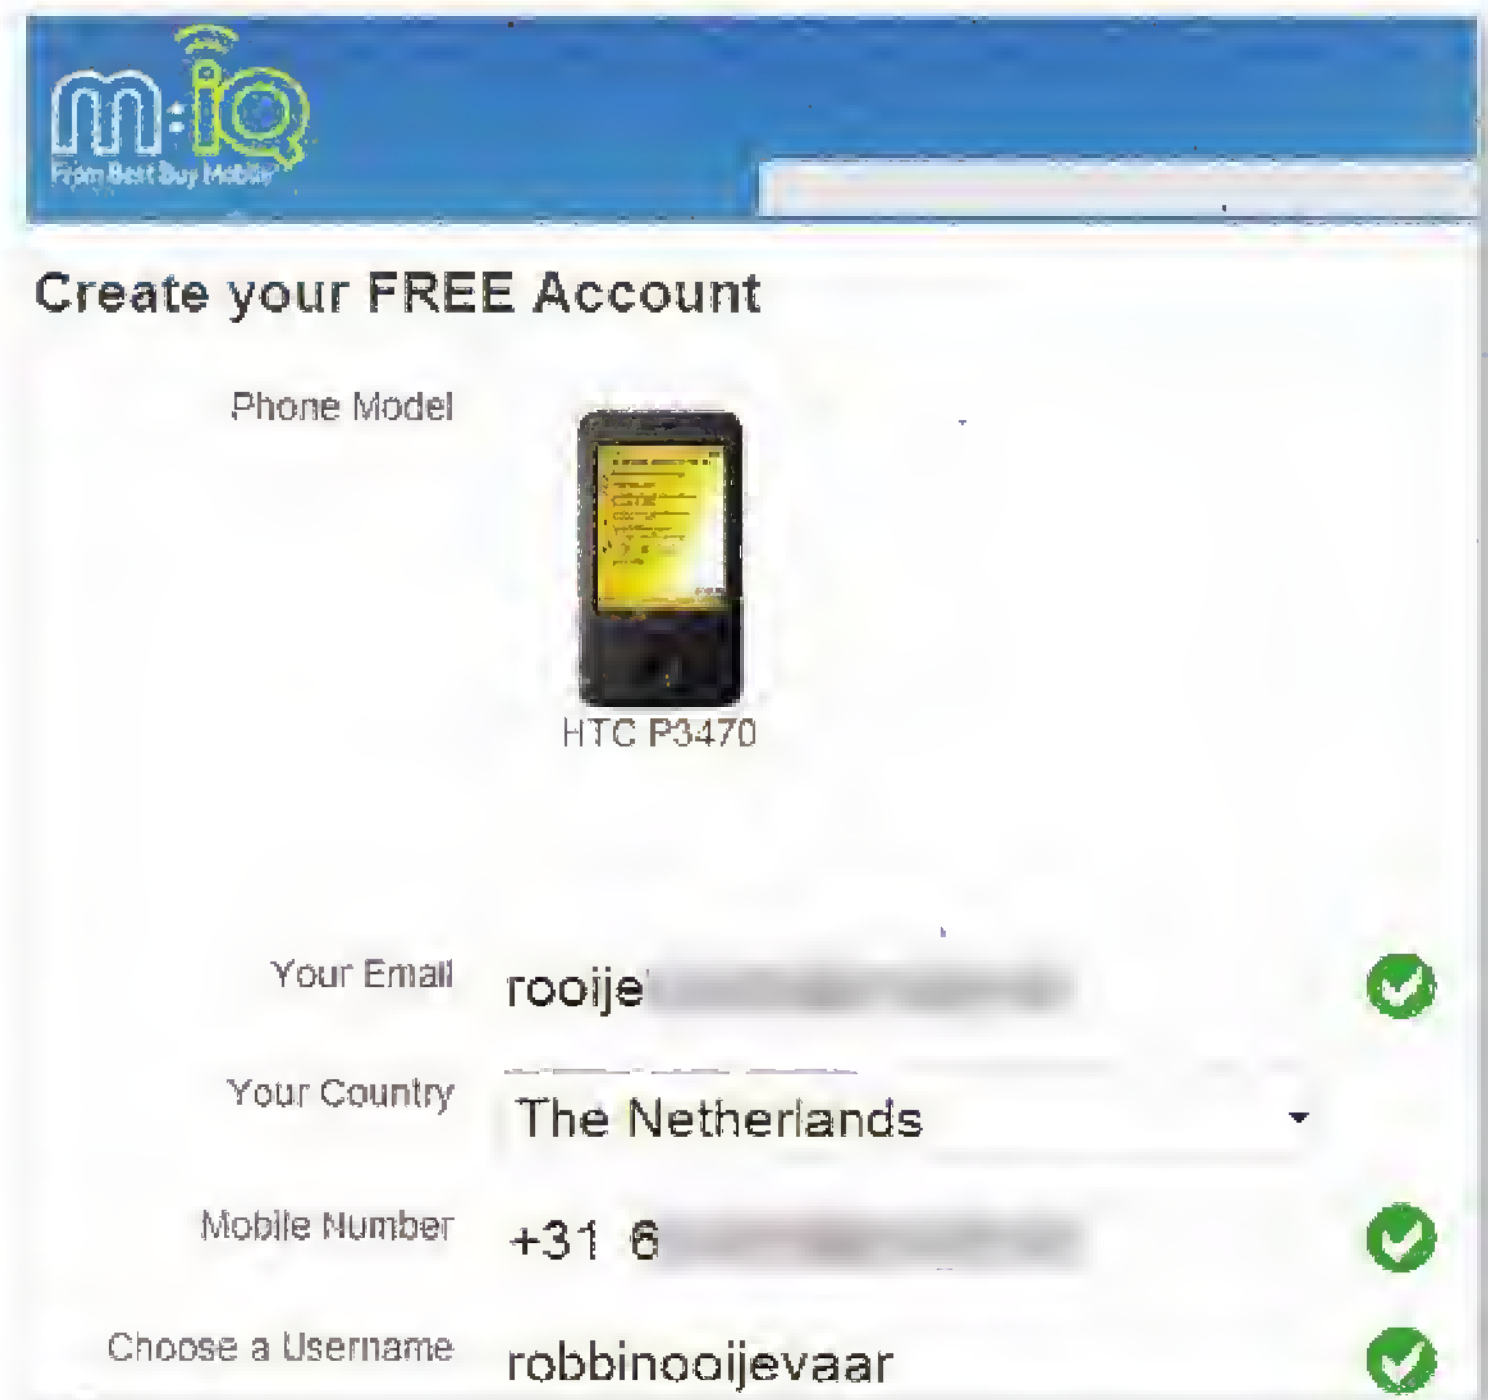 m:iQ
From Best Buy Mobile
Create your FREE Account
Phone Model
HTC P3470
Your Email rooije
Your Country The Netherlands
Mobile Number +31 6
Choose a Username robbinooijevaar